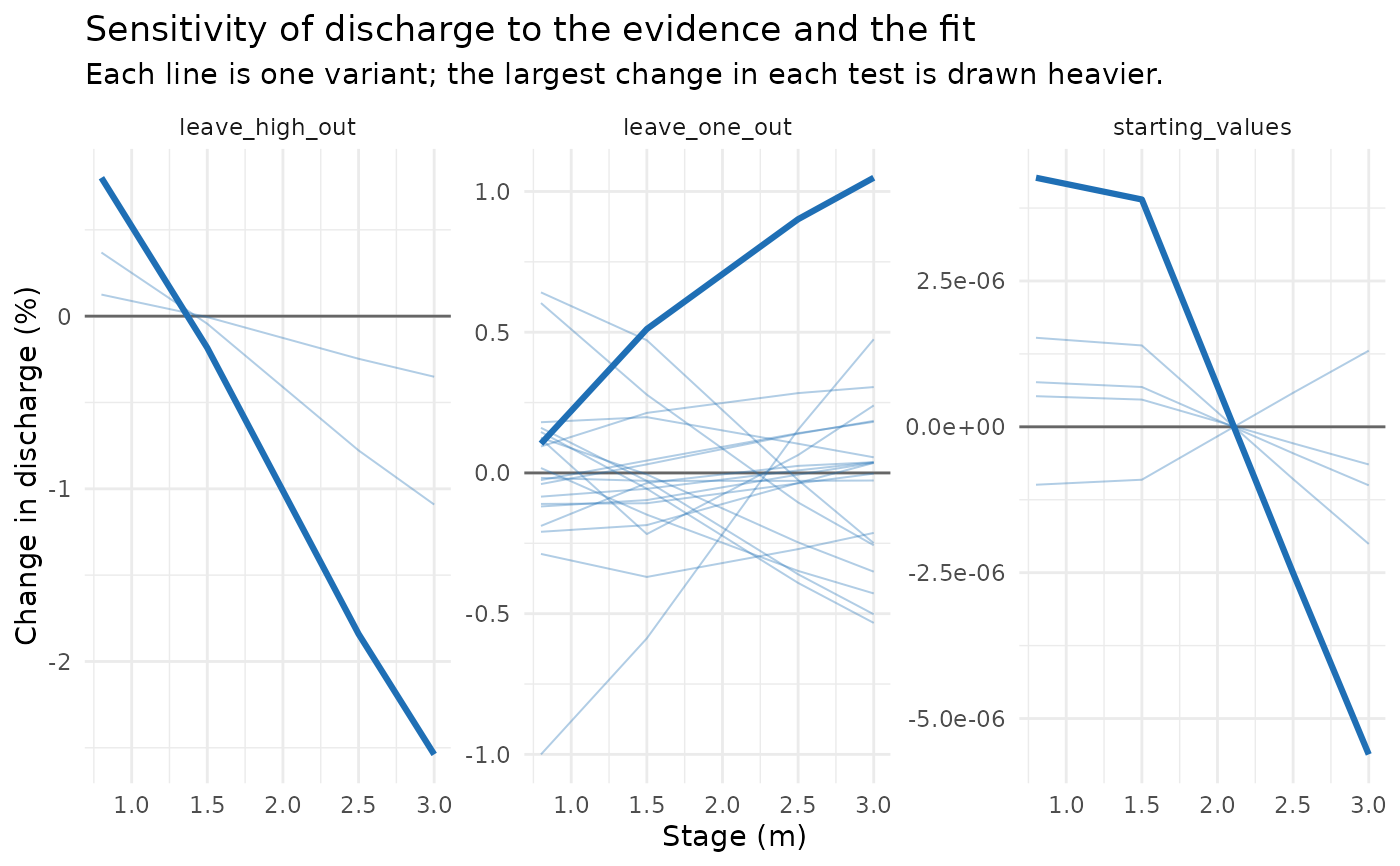 Sensitivity of discharge to the evidence and the fit
Each line is one variant; the largest change in each test is drawn heavier.
leave_high_out
leave_one_out
starting_values
Change in discharge (%)
0
-1
-2
1.0
0.5
0.0
-0.5
-1.0
2.5e-06
0.0e+00
-2.5e-06
-5.0e-06
1.0 1.5 2.0 2.5 3.0
1.0 1.5 2.0 2.5 3.0
1.0 1.5 2.0 2.5 3.0
Stage (m)